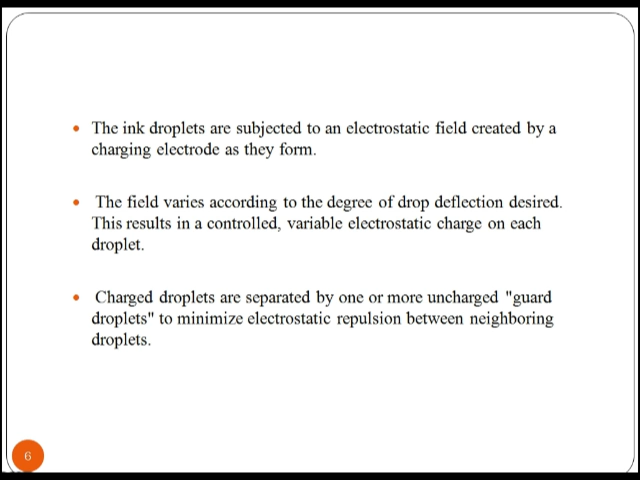 • The ink droplets are subjected to an electrostatic field created by a
charging electrode as they form.
• The field varies according to the degree of drop deflection desired.
This results in a controlled, variable electrostatic charge on each
droplet.
• Charged droplets are separated by one or more uncharged "guard
droplets" to minimize electrostatic repulsion between neighboring
droplets.
6